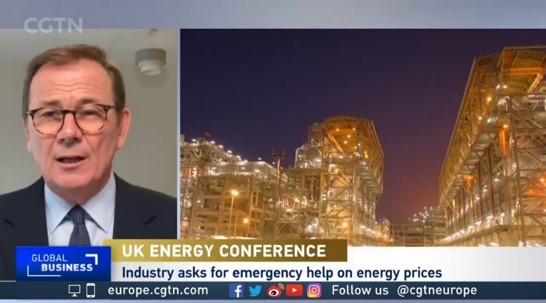 CGTN
UK ENERGY CONFERENCE
GLOBAL
BUSINESS
Industry asks for emergency help on energy prices
europe.cgtn.com
Follow us @cgtneurope